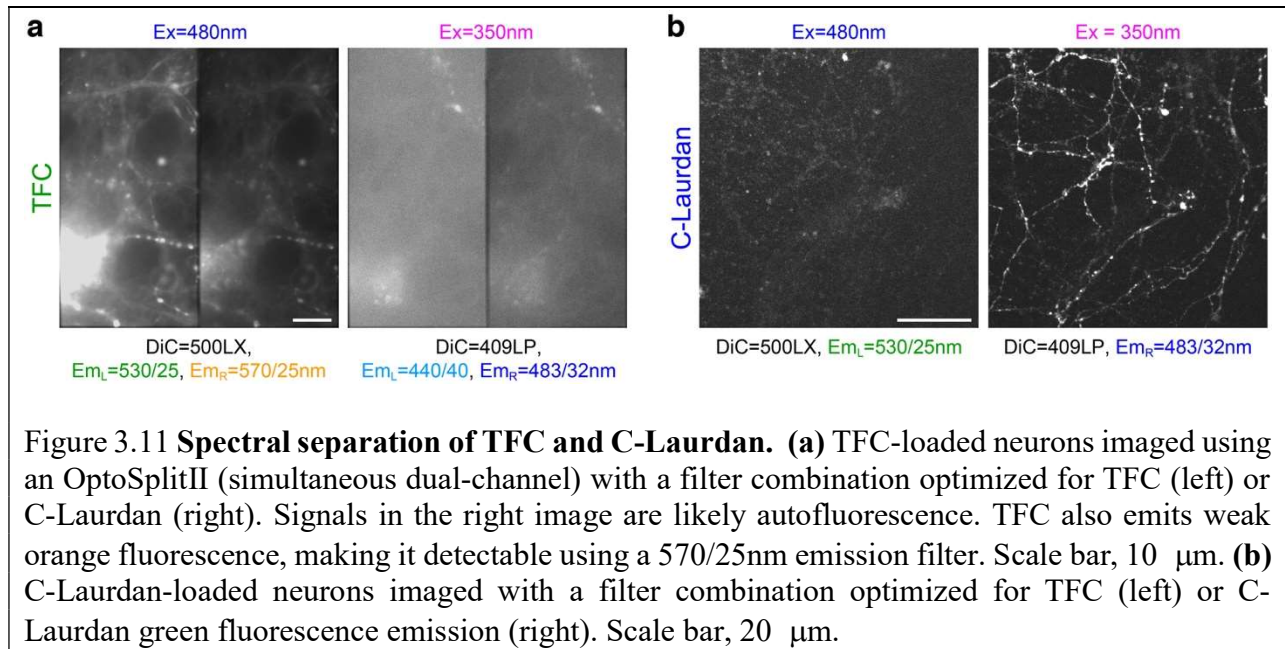 a
Ex=480nm
Ex=350nm
TFC
DiC=500LX,
Em_L=530/25, Em_R=570/25nm
DiC=409LP,
Em_L=440/40, Em_R=483/32nm
b
Ex=480nm
Ex = 350nm
C-Laurdan
DiC=500LX, Em_L=530/25nm
DiC=409LP, Em_R=483/32nm
Figure 3.11 Spectral separation of TFC and C-Laurdan. (a) TFC-loaded neurons imaged using
an OptoSplitII (simultaneous dual-channel) with a filter combination optimized for TFC (left) or
C-Laurdan (right). Signals in the right image are likely autofluorescence. TFC also emits weak
orange fluorescence, making it detectable using a 570/25nm emission filter. Scale bar, 10 μm. (b)
C-Laurdan-loaded neurons imaged with a filter combination optimized for TFC (left) or C-
Laurdan green fluorescence emission (right). Scale bar, 20 μm.